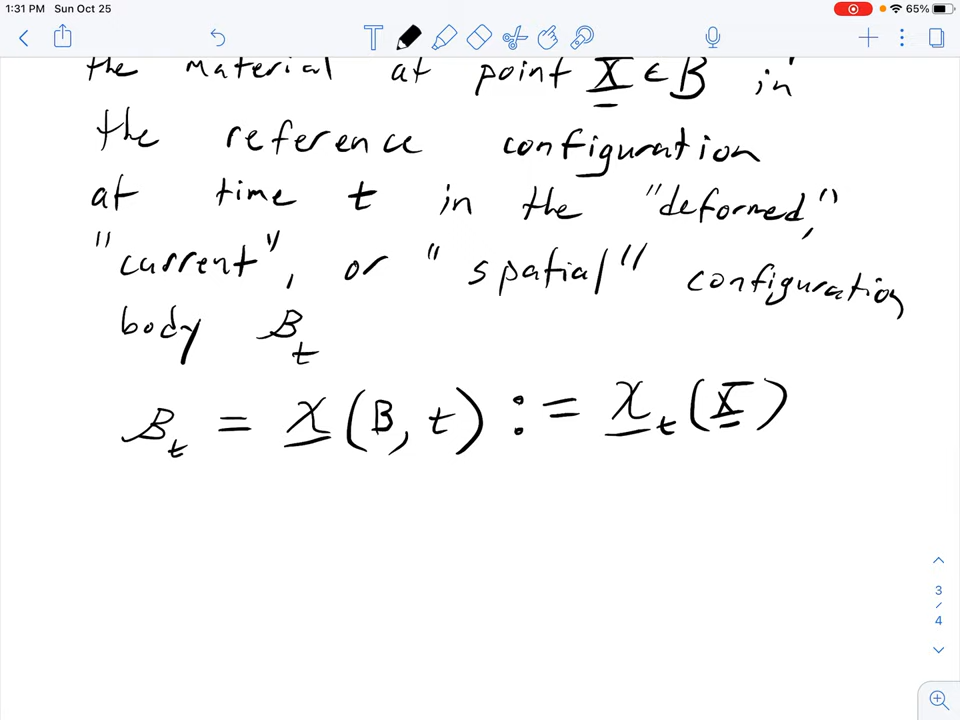 1:31 PM Sun Oct 25
65%
the material at point X ∈ B in
the reference configuration
at time t in the "deformed,"
"current", or "spatial" configuration
body ℬ_t
ℬ_t = χ(B, t) := χ_t(X)
3
/
4